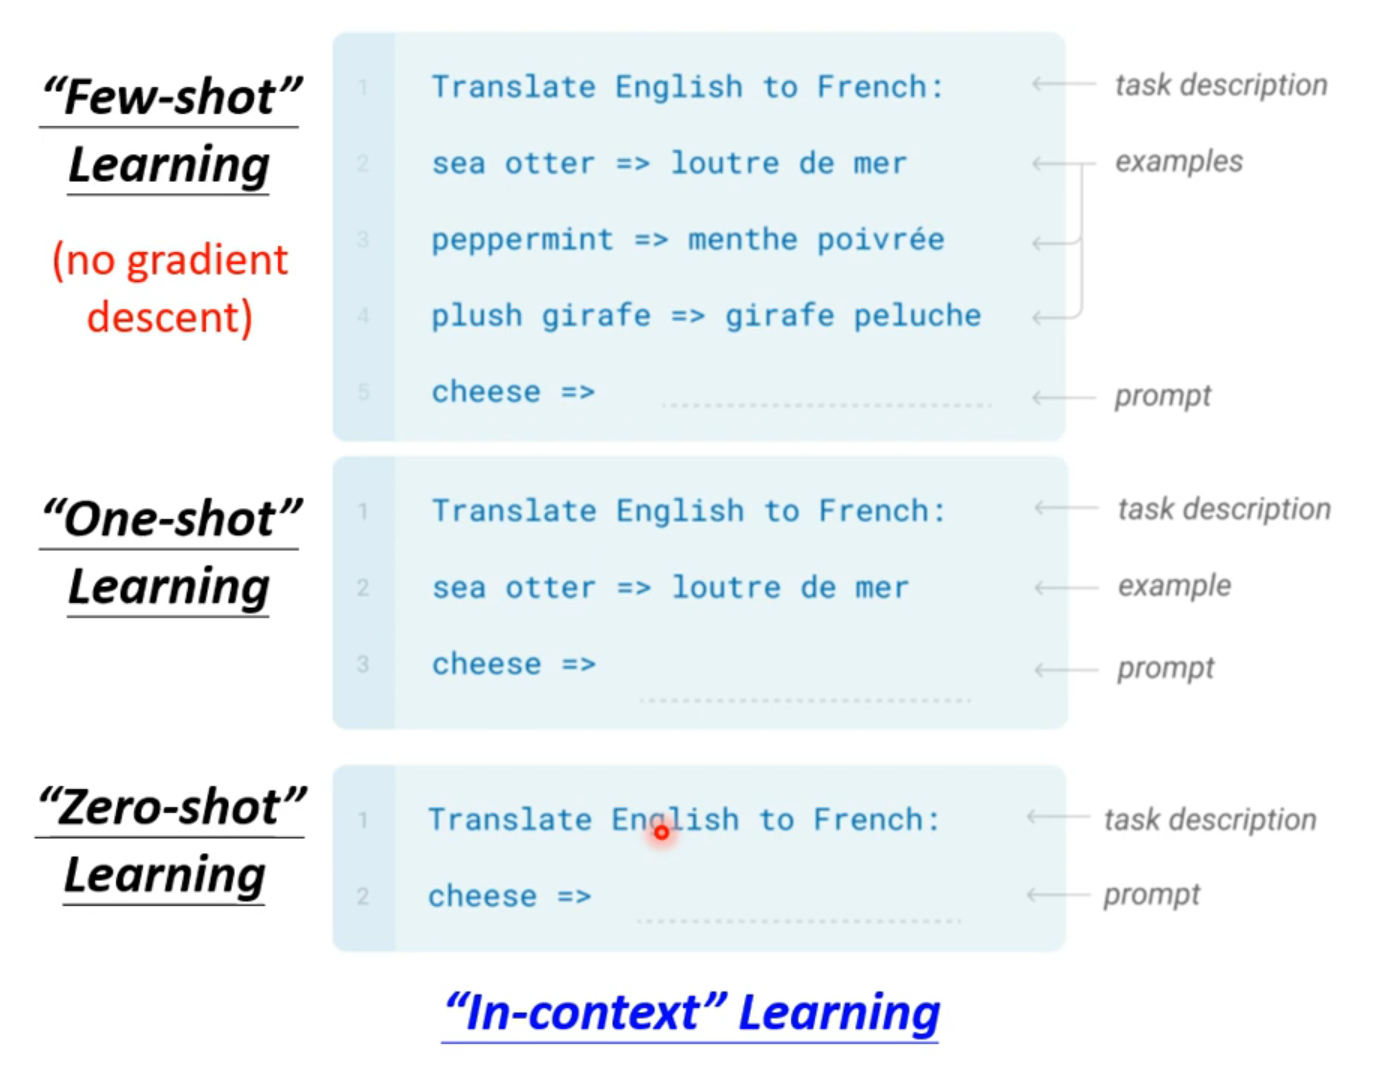 “Few-shot”
Learning
(no gradient
descent)
1 Translate English to French: task description
2 sea otter => loutre de mer examples
3 peppermint => menthe poivrée
4 plush girafe => girafe peluche
5 cheese => prompt
“One-shot”
Learning
1 Translate English to French: task description
2 sea otter => loutre de mer example
3 cheese => prompt
“Zero-shot”
Learning
1 Translate English to French: task description
2 cheese => prompt
“In-context” Learning